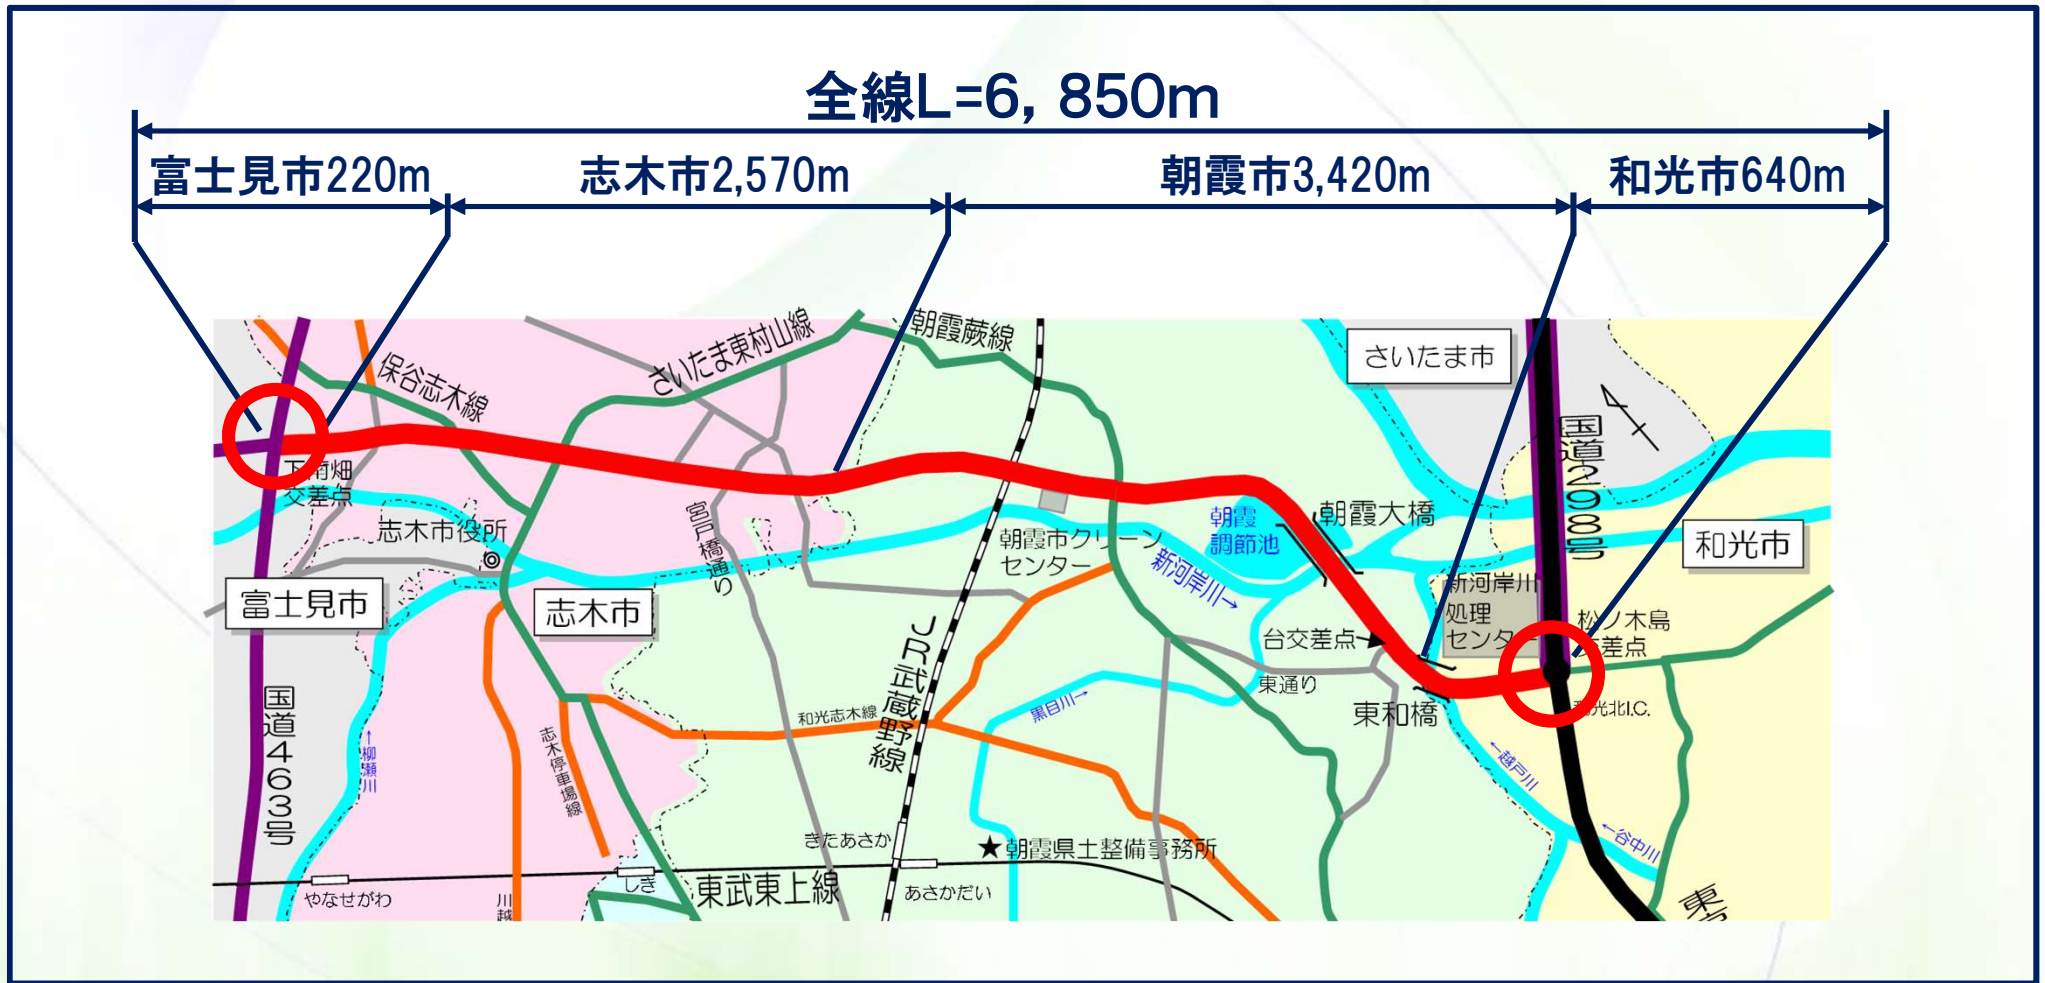 全線L=6，850m
富士見市220m
志木市2,570m
朝霞市3,420m
和光市640m
保谷志木線
さいたま東村山線
朝霞蕨線
さいたま市
国道298号
下南畑
交差点
志木市役所
宮戸橋通り
朝霞市クリーン
センター
朝霞
調節池
朝霞大橋
新河岸川→
和光市
新河岸川
処理
センター
松ノ木島
交差点
富士見市
志木市
JR武蔵野線
台交差点
東通り
東和橋
和光北I.C.
黒目川→
和光志木線
国道463号
←柳瀬川
志木停車場線
←越戸川
←谷中川
きたあさか
★朝霞県土整備事務所
やなせがわ
しき
東武東上線
あさかだい
川越
東京